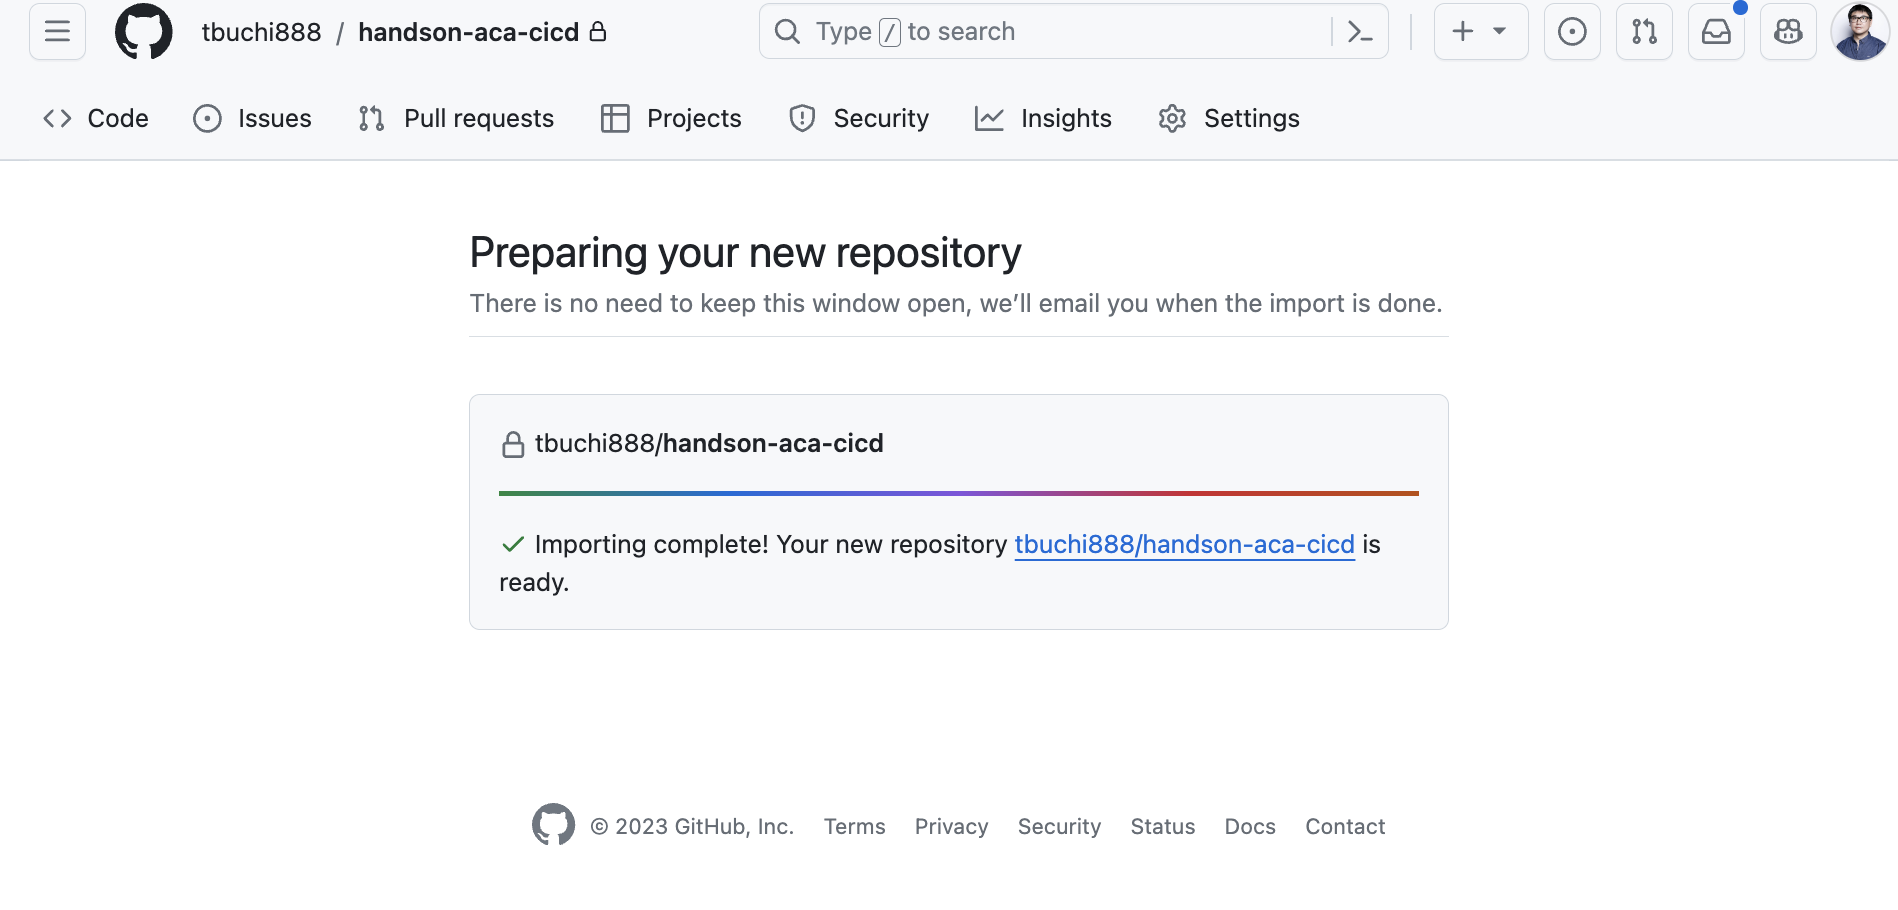 tbuchi888 / handson-aca-cicd
Type / to search
Code Issues Pull requests Projects Security Insights Settings
Preparing your new repository
There is no need to keep this window open, we’ll email you when the import is done.
tbuchi888/handson-aca-cicd
Importing complete! Your new repository tbuchi888/handson-aca-cicd is
ready.
© 2023 GitHub, Inc. Terms Privacy Security Status Docs Contact